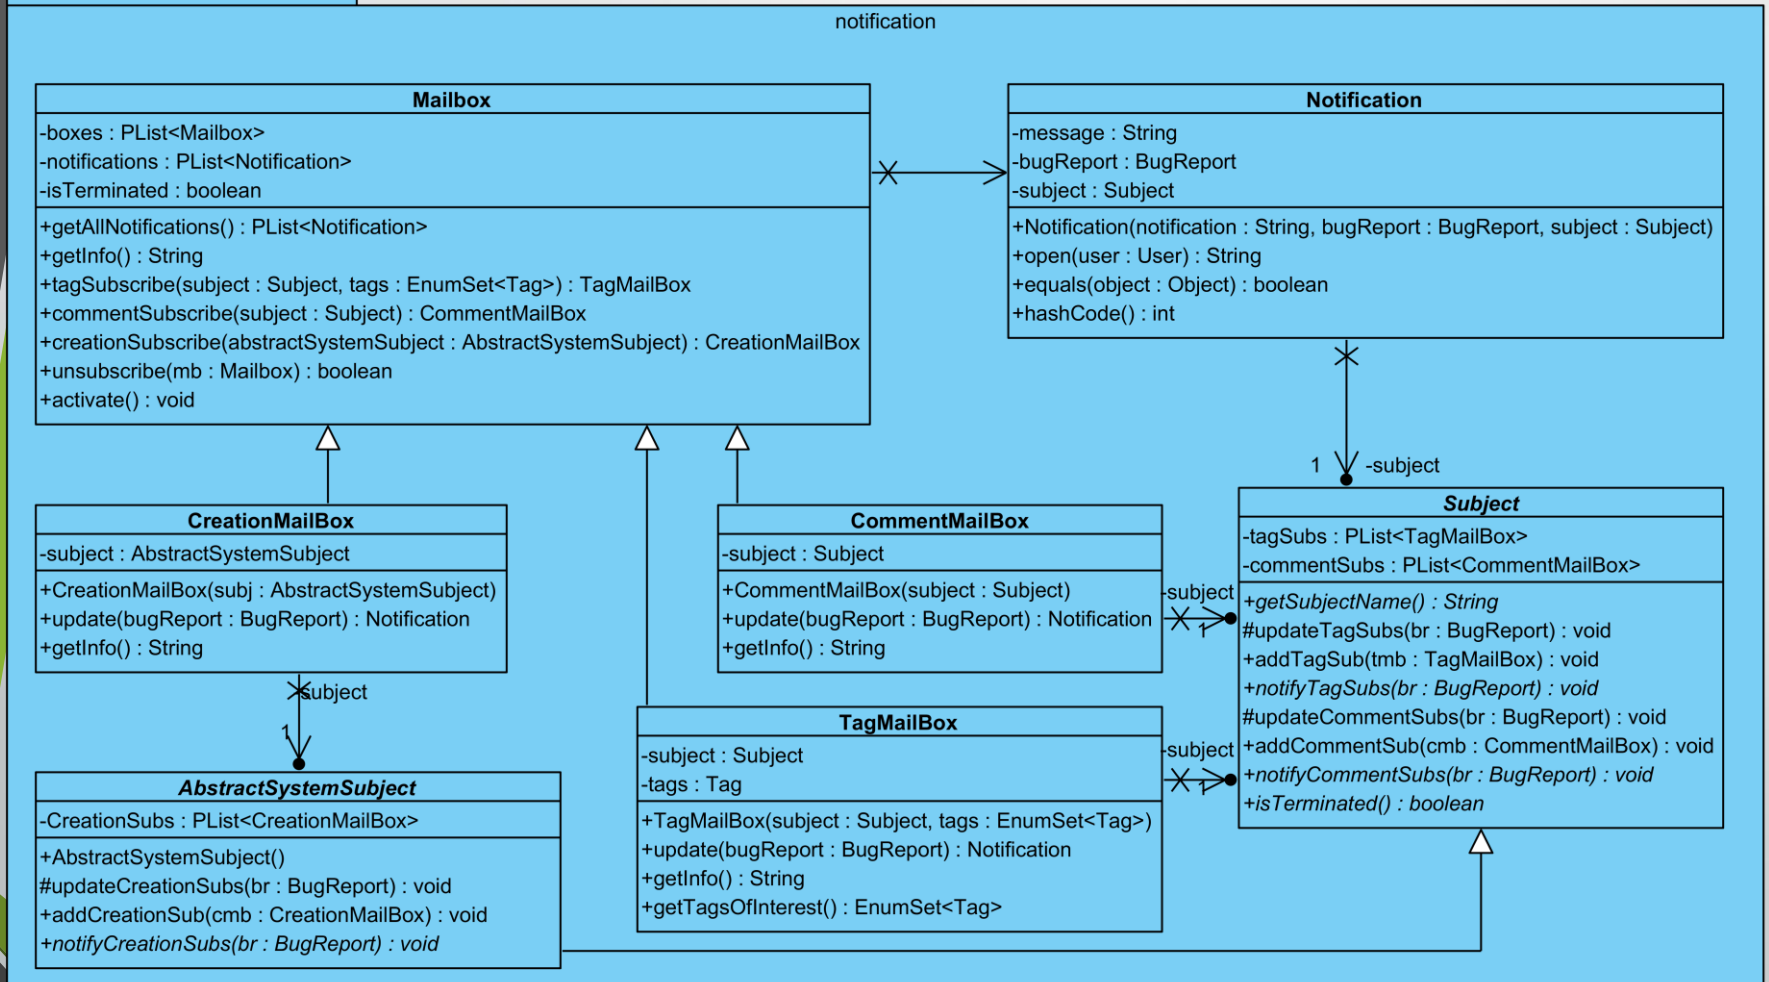 notification
Mailbox
-boxes : PList<Mailbox>
-notifications : PList<Notification>
-isTerminated : boolean
+getAllNotifications() : PList<Notification>
+getInfo() : String
+tagSubscribe(subject : Subject, tags : EnumSet<Tag>) : TagMailBox
+commentSubscribe(subject : Subject) : CommentMailBox
+creationSubscribe(abstractSystemSubject : AbstractSystemSubject) : CreationMailBox
+unsubscribe(mb : Mailbox) : boolean
+activate() : void
Notification
-message : String
-bugReport : BugReport
-subject : Subject
+Notification(notification : String, bugReport : BugReport, subject : Subject)
+open(user : User) : String
+equals(object : Object) : boolean
+hashCode() : int
1 -subject
CreationMailBox
-subject : AbstractSystemSubject
+CreationMailBox(subj : AbstractSystemSubject)
+update(bugReport : BugReport) : Notification
+getInfo() : String
subject
1
CommentMailBox
-subject : Subject
+CommentMailBox(subject : Subject)
+update(bugReport : BugReport) : Notification
+getInfo() : String
-subject
1
Subject
-tagSubs : PList<TagMailBox>
-commentSubs : PList<CommentMailBox>
+getSubjectName() : String
#updateTagSubs(br : BugReport) : void
+addTagSub(tmb : TagMailBox) : void
+notifyTagSubs(br : BugReport) : void
#updateCommentSubs(br : BugReport) : void
+addCommentSub(cmb : CommentMailBox) : void
+notifyCommentSubs(br : BugReport) : void
+isTerminated() : boolean
TagMailBox
-subject : Subject
-tags : Tag
+TagMailBox(subject : Subject, tags : EnumSet<Tag>)
+update(bugReport : BugReport) : Notification
+getInfo() : String
+getTagsOfInterest() : EnumSet<Tag>
-subject
1
AbstractSystemSubject
-CreationSubs : PList<CreationMailBox>
+AbstractSystemSubject()
#updateCreationSubs(br : BugReport) : void
+addCreationSub(cmb : CreationMailBox) : void
+notifyCreationSubs(br : BugReport) : void